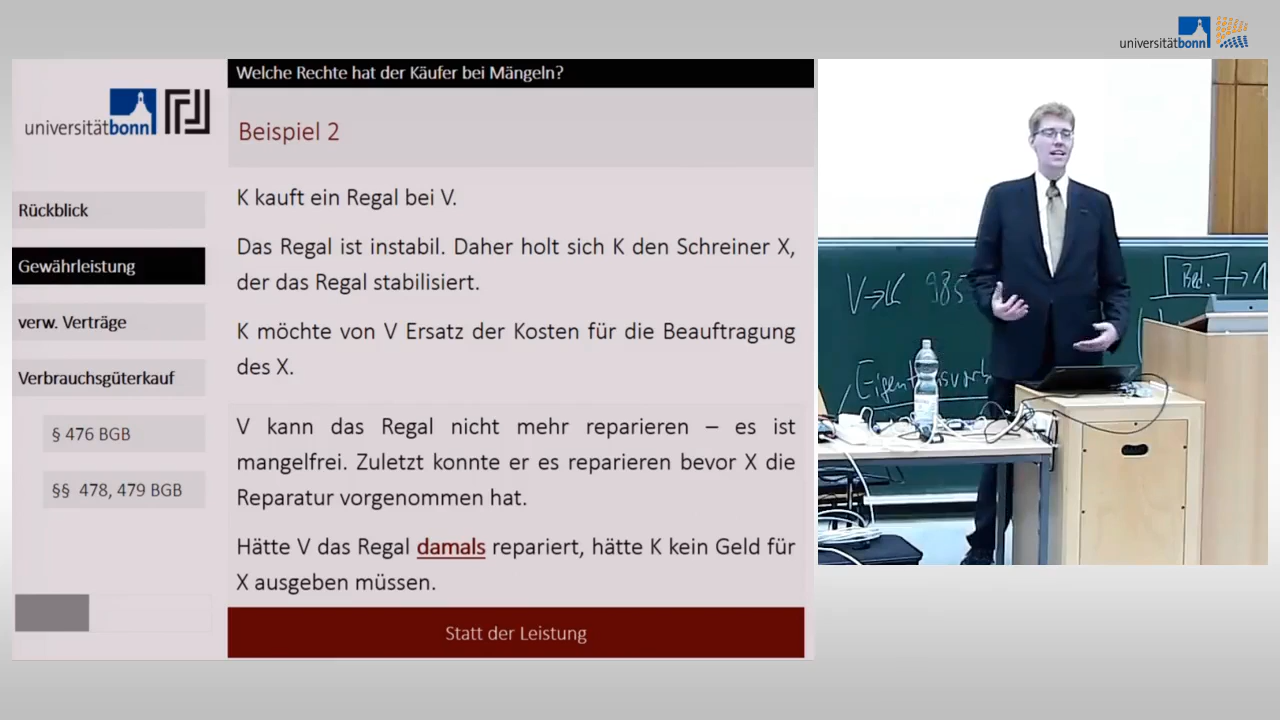 universitätbonn
Welche Rechte hat der Käufer bei Mängeln?
universitätbonn
Beispiel 2
Rückblick
Gewährleistung
verw. Verträge
Verbrauchsgüterkauf
§ 476 BGB
§§ 478, 479 BGB
K kauft ein Regal bei V.
Das Regal ist instabil. Daher holt sich K den Schreiner X,
der das Regal stabilisiert.
K möchte von V Ersatz der Kosten für die Beauftragung
des X.
V kann das Regal nicht mehr reparieren – es ist
mangelfrei. Zuletzt konnte er es reparieren bevor X die
Reparatur vorgenommen hat.
Hätte V das Regal damals repariert, hätte K kein Geld für
X ausgeben müssen.
Statt der Leistung
V→K 985
Bed. →1